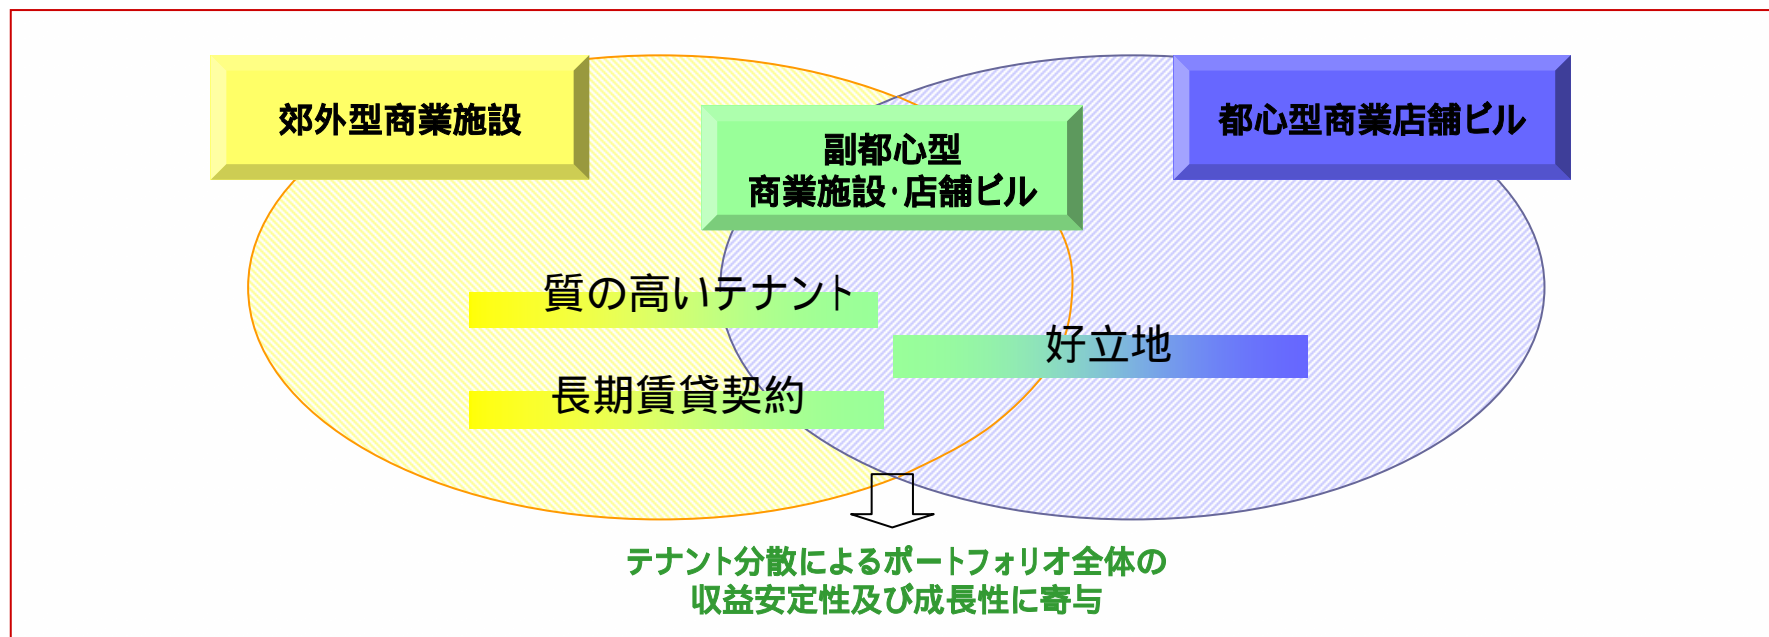 郊外型商業施設
副都心型
商業施設･店舗ビル
都心型商業店舗ビル
質の高いテナント
好立地
長期賃貸契約
テナント分散によるポートフォリオ全体の
収益安定性及び成長性に寄与